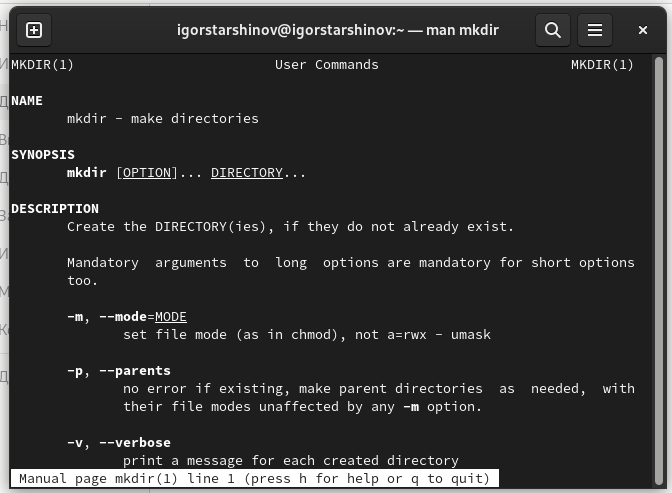 igorstarshinov@igorstarshinov:~ — man mkdir
MKDIR(1) User Commands MKDIR(1)
NAME
mkdir - make directories
SYNOPSIS
mkdir [OPTION]... DIRECTORY...
DESCRIPTION
Create the DIRECTORY(ies), if they do not already exist.
Mandatory arguments to long options are mandatory for short options
too.
-m, --mode=MODE
set file mode (as in chmod), not a=rwx - umask
-p, --parents
no error if existing, make parent directories as needed, with
their file modes unaffected by any -m option.
-v, --verbose
print a message for each created directory
Manual page mkdir(1) line 1 (press h for help or q to quit)